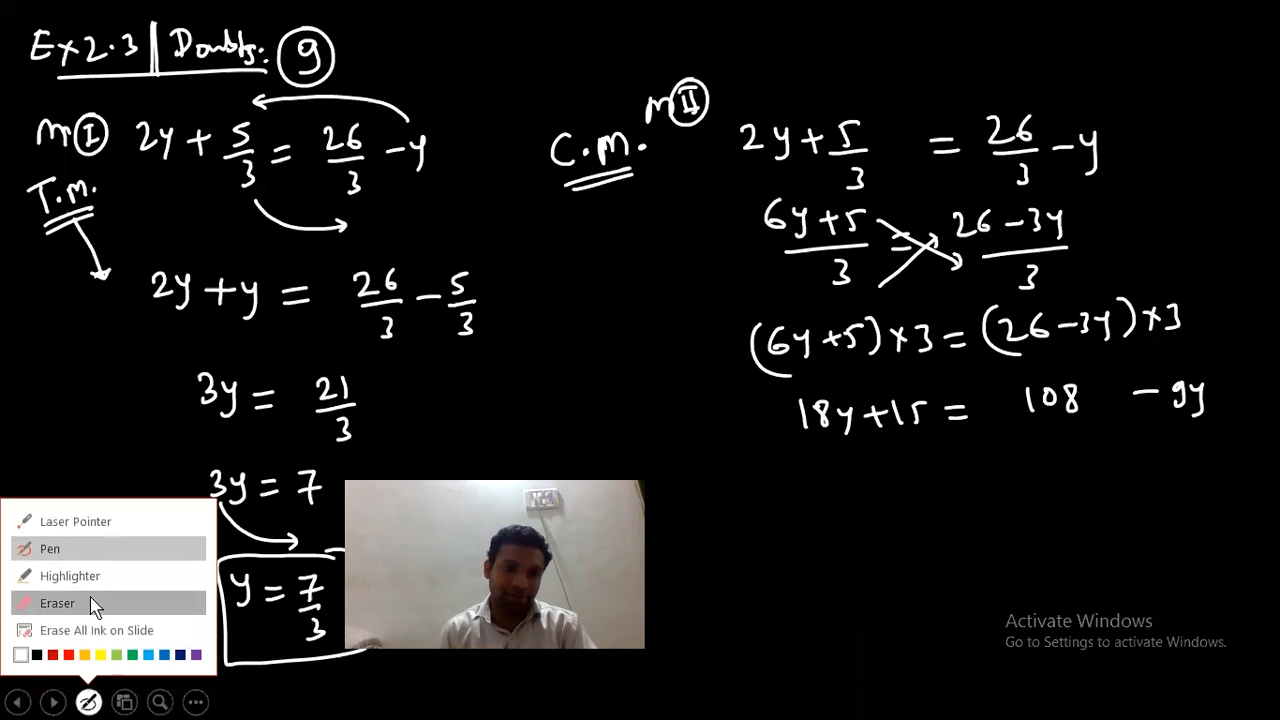 Ex 2.3 | Doubts: 9
M I 2y + 5/3 = 26/3 - y
T.M.
2y + y = 26/3 - 5/3
3y = 21/3
3y = 7
y = 7/3
C.M. M II
2y + 5/3 = 26/3 - y
6y + 5/3 = 26 - 3y/3
(6y + 5) × 3 = (26 - 3y) × 3
18y + 15 = 108 - 9y
Laser Pointer
Pen
Highlighter
Eraser
Erase All Ink on Slide
Activate Windows
Go to Settings to activate Windows.